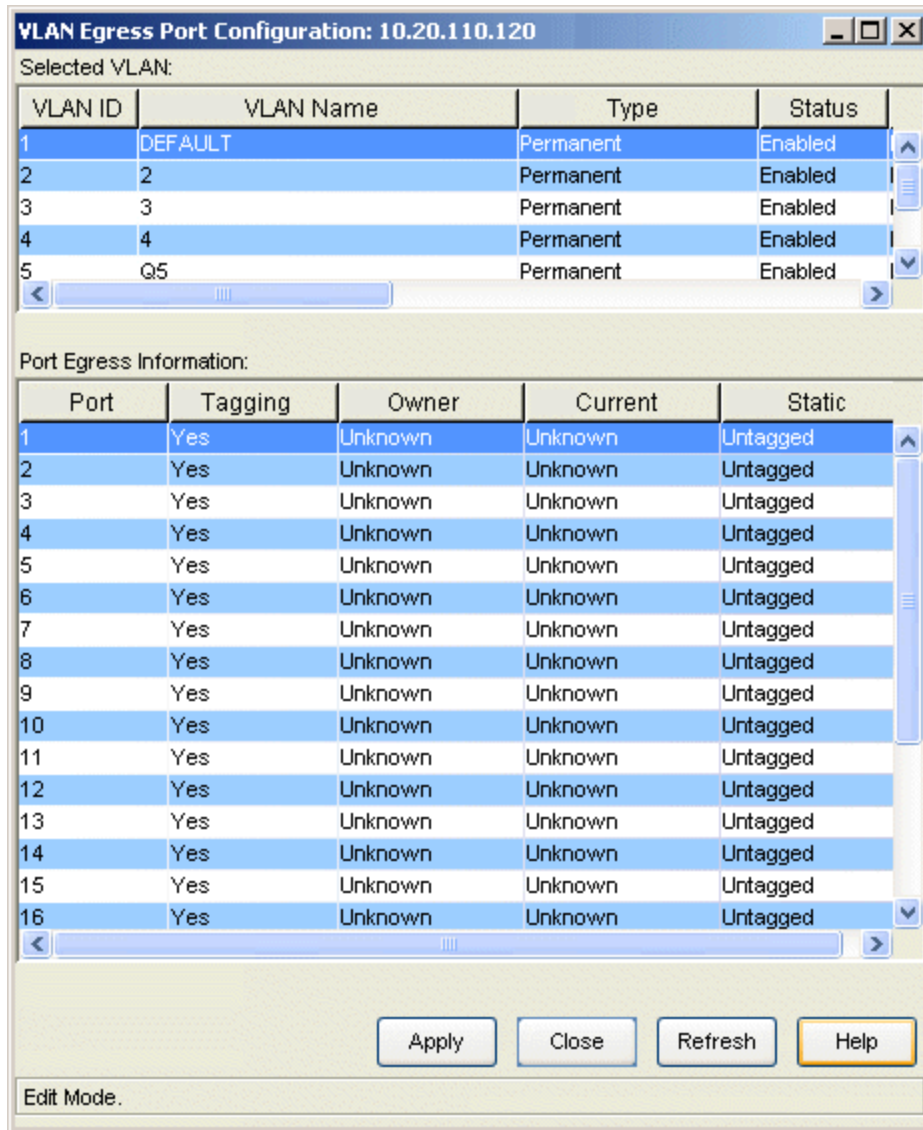 VLAN Egress Port Configuration: 10.20.110.120
Selected VLAN:
VLAN ID VLAN Name Type Status
1 DEFAULT Permanent Enabled
2 2 Permanent Enabled
3 3 Permanent Enabled
4 4 Permanent Enabled
5 Q5 Permanent Enabled
Port Egress Information:
Port Tagging Owner Current Static
1 Yes Unknown Unknown Untagged
2 Yes Unknown Unknown Untagged
3 Yes Unknown Unknown Untagged
4 Yes Unknown Unknown Untagged
5 Yes Unknown Unknown Untagged
6 Yes Unknown Unknown Untagged
7 Yes Unknown Unknown Untagged
8 Yes Unknown Unknown Untagged
9 Yes Unknown Unknown Untagged
10 Yes Unknown Unknown Untagged
11 Yes Unknown Unknown Untagged
12 Yes Unknown Unknown Untagged
13 Yes Unknown Unknown Untagged
14 Yes Unknown Unknown Untagged
15 Yes Unknown Unknown Untagged
16 Yes Unknown Unknown Untagged
Apply Close Refresh Help
Edit Mode.